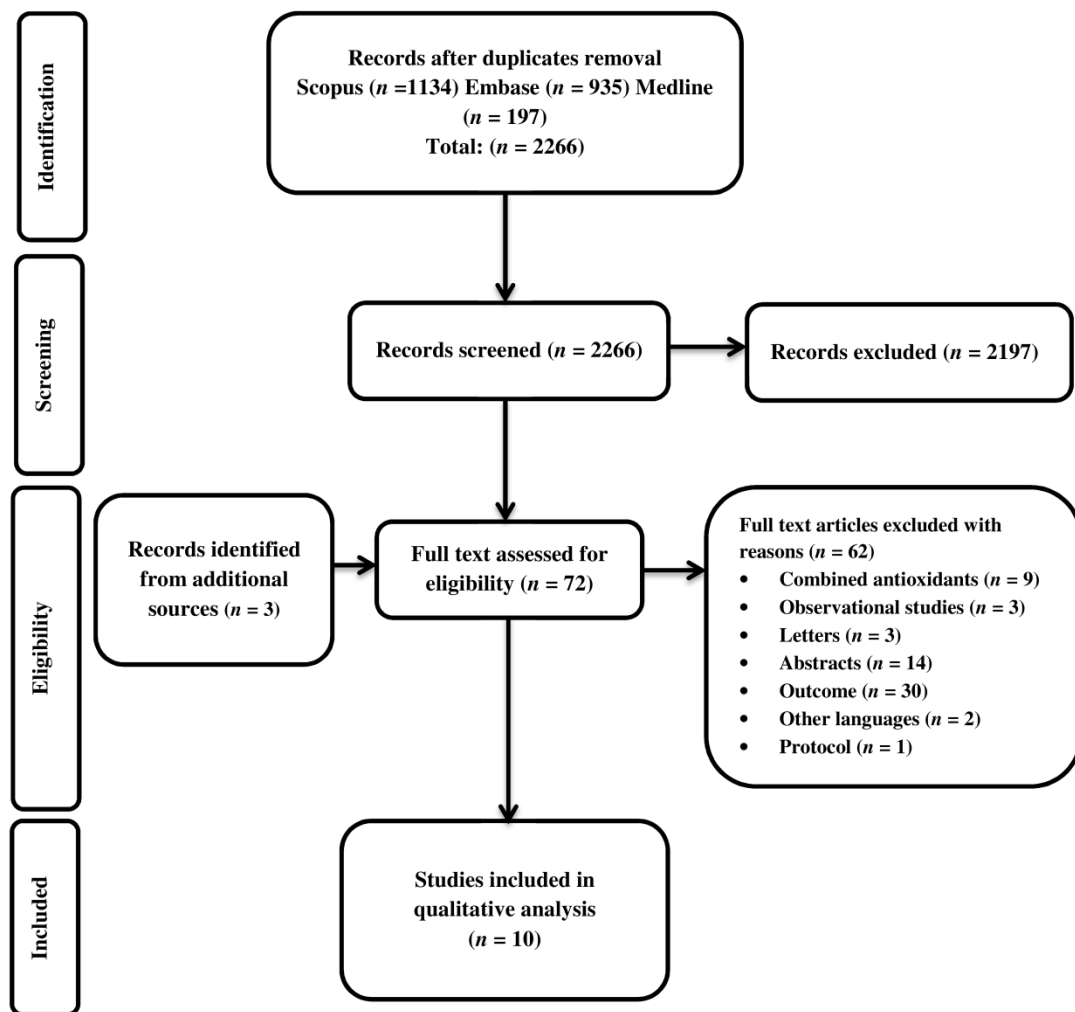 Identification
Records after duplicates removal
Scopus (n =1134) Embase (n = 935) Medline
(n = 197)
Total: (n = 2266)
Screening
Records screened (n = 2266)
Records excluded (n = 2197)
Eligibility
Records identified
from additional
sources (n = 3)
Full text assessed for
eligibility (n = 72)
Full text articles excluded with
reasons (n = 62)
• Combined antioxidants (n = 9)
• Observational studies (n = 3)
• Letters (n = 3)
• Abstracts (n = 14)
• Outcome (n = 30)
• Other languages (n = 2)
• Protocol (n = 1)
Included
Studies included in
qualitative analysis
(n = 10)